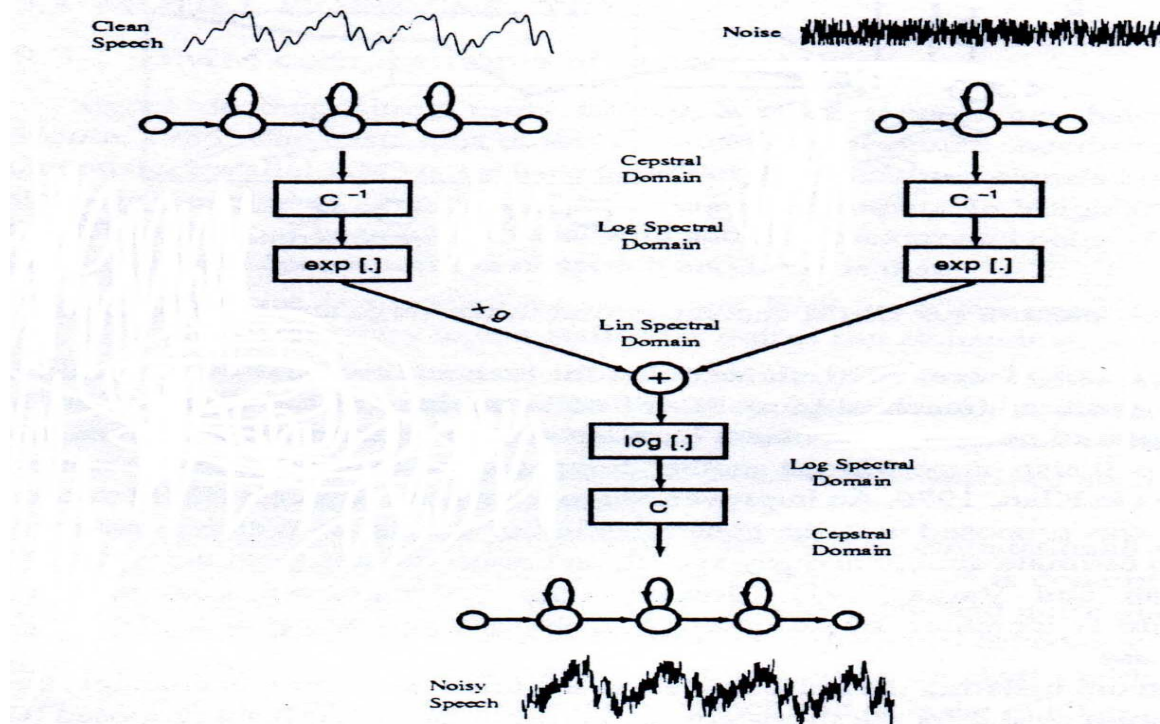 Clean
Speech
Noise
Cepstral
Domain
C⁻¹
C⁻¹
Log Spectral
Domain
exp [.]
exp [.]
x g
Lin Spectral
Domain
+
log [.]
Log Spectral
Domain
C
Cepstral
Domain
Noisy
Speech